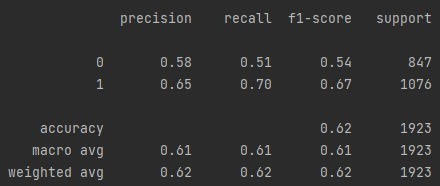 precision    recall  f1-score   support
0       0.58      0.51      0.54       847
1       0.65      0.70      0.67      1076
accuracy                           0.62      1923
macro avg       0.61      0.61      0.61      1923
weighted avg       0.62      0.62      0.62      1923